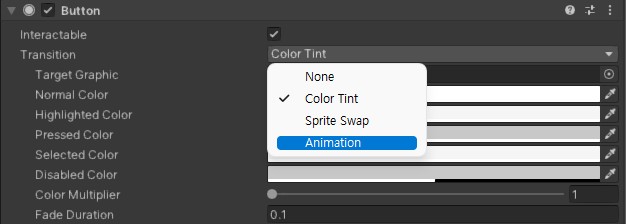 Button
Interactable
Transition Color Tint
Target Graphic
None
Normal Color
Color Tint
Highlighted Color
Sprite Swap
Pressed Color
Animation
Selected Color
Disabled Color
Color Multiplier 1
Fade Duration 0.1